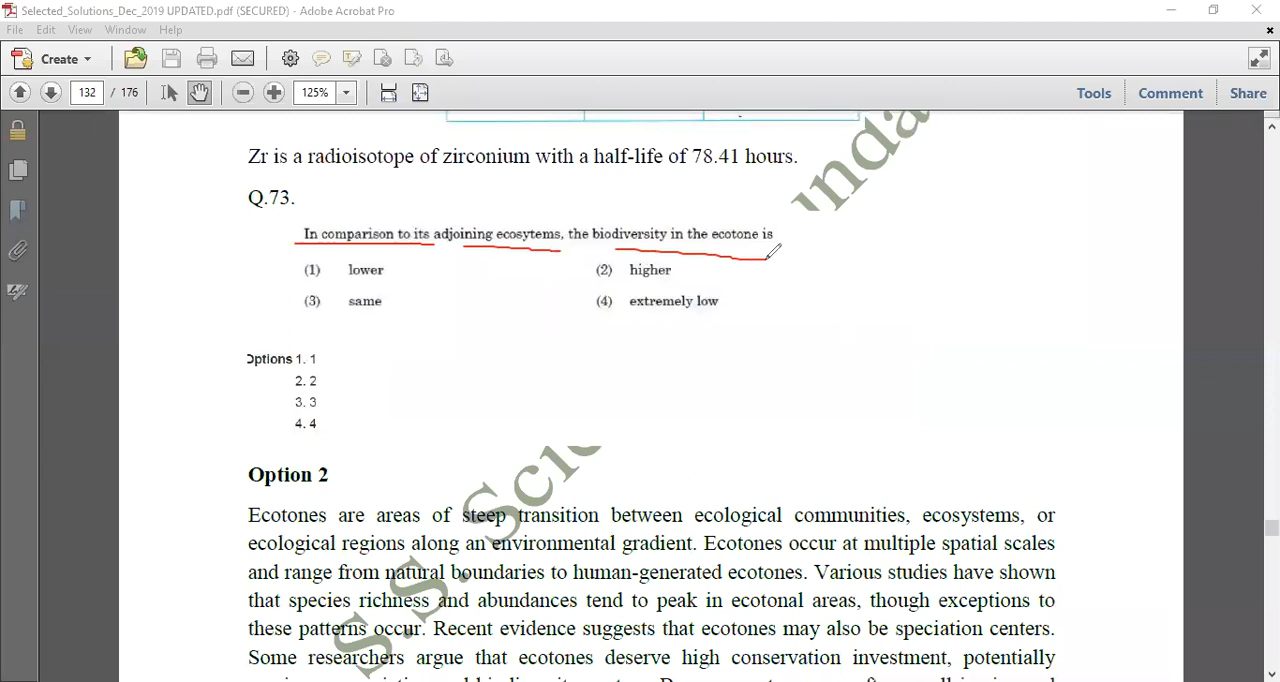 Selected_Solutions_Dec_2019 UPDATED.pdf (SECURED) - Adobe Acrobat Pro
File Edit View Window Help
Create
132 / 176 125% Tools Comment Share
Zr is a radioisotope of zirconium with a half-life of 78.41 hours.
Q.73.
In comparison to its adjoining ecosytems, the biodiversity in the ecotone is
(1) lower (2) higher
(3) same (4) extremely low
Options 1. 1
2. 2
3. 3
4. 4
Option 2
Ecotones are areas of steep transition between ecological communities, ecosystems, or
ecological regions along an environmental gradient. Ecotones occur at multiple spatial scales
and range from natural boundaries to human-generated ecotones. Various studies have shown
that species richness and abundances tend to peak in ecotonal areas, though exceptions to
these patterns occur. Recent evidence suggests that ecotones may also be speciation centers.
Some researchers argue that ecotones deserve high conservation investment, potentially